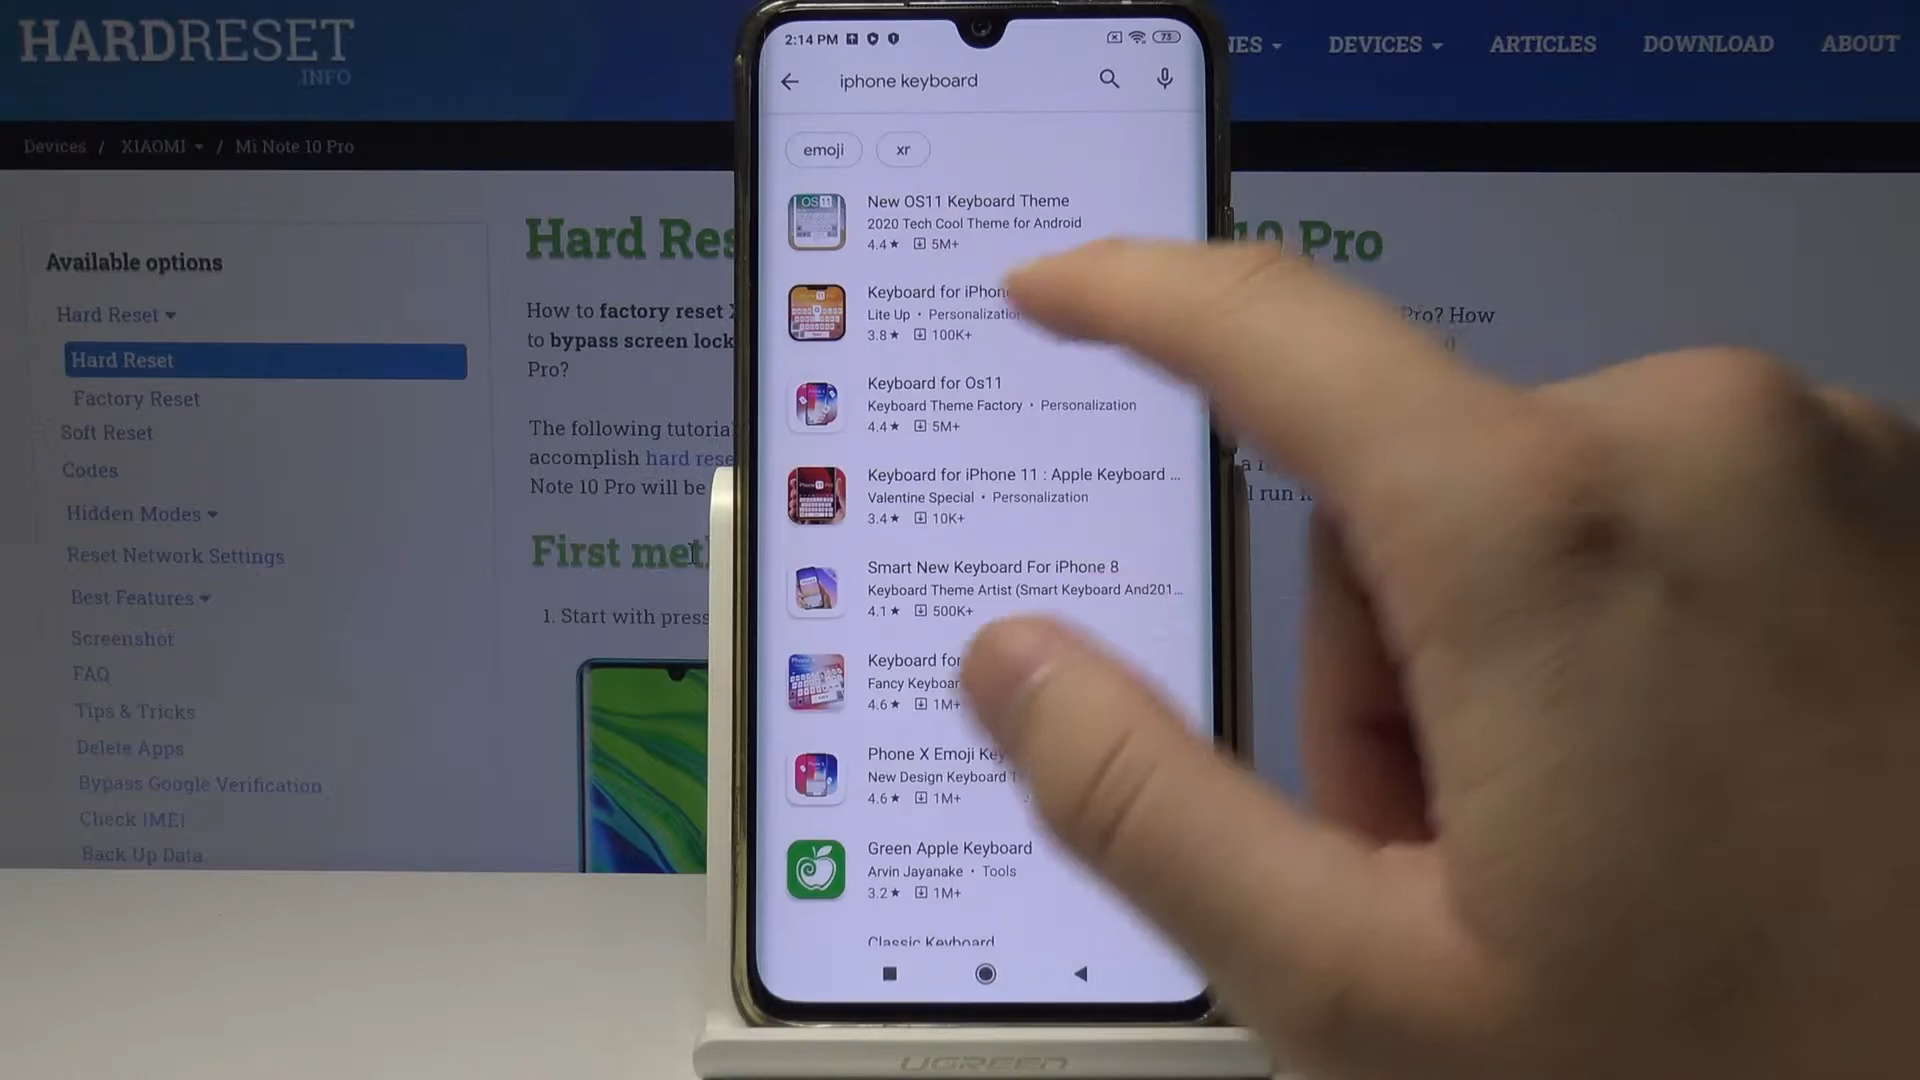 HARDRESET
INFO
DEVICES
ARTICLES
DOWNLOAD
ABOUT
Devices / XIAOMI / Mi Note 10 Pro
Available options
Hard Reset
Hard Reset
Factory Reset
Soft Reset
Codes
Hidden Modes
Reset Network Settings
Best Features
Screenshot
FAQ
Tips & Tricks
Delete Apps
Bypass Google Verification
Check IMEI
Back Up Data
Hard Res
10 Pro
How to factory reset X
Pro? How
to bypass screen lock
Pro?
The following tutoria
accomplish hard rese
Note 10 Pro will be
l run i
First met
1. Start with press
2:14 PM
73
iphone keyboard
emoji
xr
New OS11 Keyboard Theme
2020 Tech Cool Theme for Android
4.4★ 5M+
Keyboard for iPhon
Lite Up • Personalization
3.8★ 100K+
Keyboard for Os11
Keyboard Theme Factory • Personalization
4.4★ 5M+
Keyboard for iPhone 11 : Apple Keyboard ...
Valentine Special • Personalization
3.4★ 10K+
Smart New Keyboard For iPhone 8
Keyboard Theme Artist (Smart Keyboard And201...
4.1★ 500K+
Keyboard for
Fancy Keyboar
4.6★ 1M+
Phone X Emoji Key
New Design Keyboard T
4.6★ 1M+
Green Apple Keyboard
Arvin Jayanake • Tools
3.2★ 1M+
Classic Keyboard
UGREEN